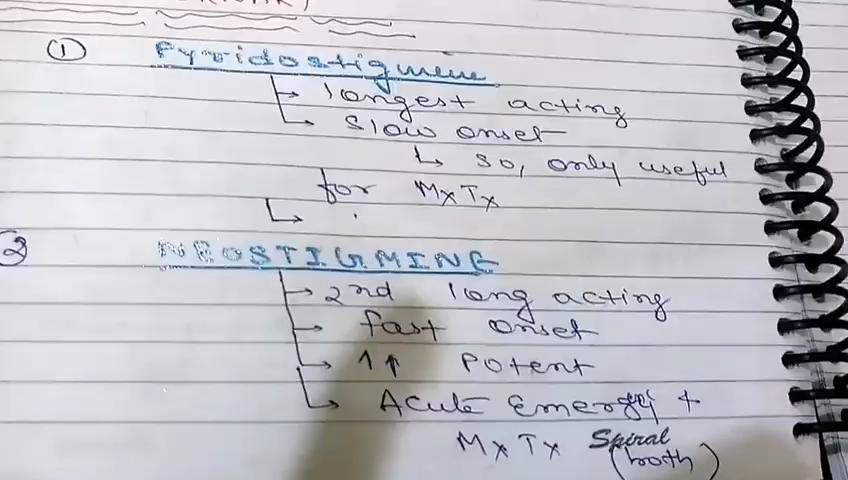 ① Pyridostigmine
longest acting
slow onset
so, only useful
for MxTx
② NEOSTIGMINE
2nd long acting
fast onset
↑↑ Potent
Acute +
MxTx Spiral
(both)